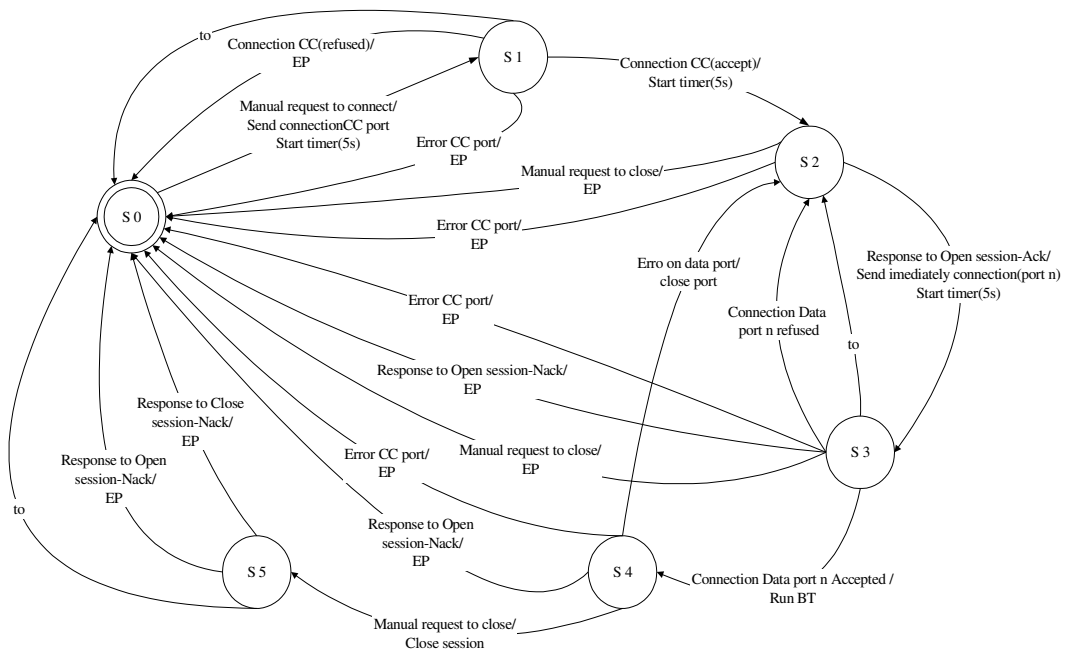 to
Connection CC(refused)/
EP
S 1
Connection CC(accept)/
Start timer(5s)
Manual request to connect/
Send connectionCC port
Start timer(5s)
Error CC port/
EP
S 2
Manual request to close/
EP
S 0
Error CC port/
EP
Erro on data port/
close port
Response to Open session-Ack/
Send imediately connection(port n)
Start timer(5s)
Error CC port/
EP
Connection Data
port n refused
to
Response to Open session-Nack/
EP
Response to Close
session-Nack/
EP
Manual request to close/
EP
S 3
Error CC port/
EP
Response to Open
session-Nack/
EP
to
Response to Open
session-Nack/
EP
S 5
S 4
Connection Data port n Accepted /
Run BT
Manual request to close/
Close session